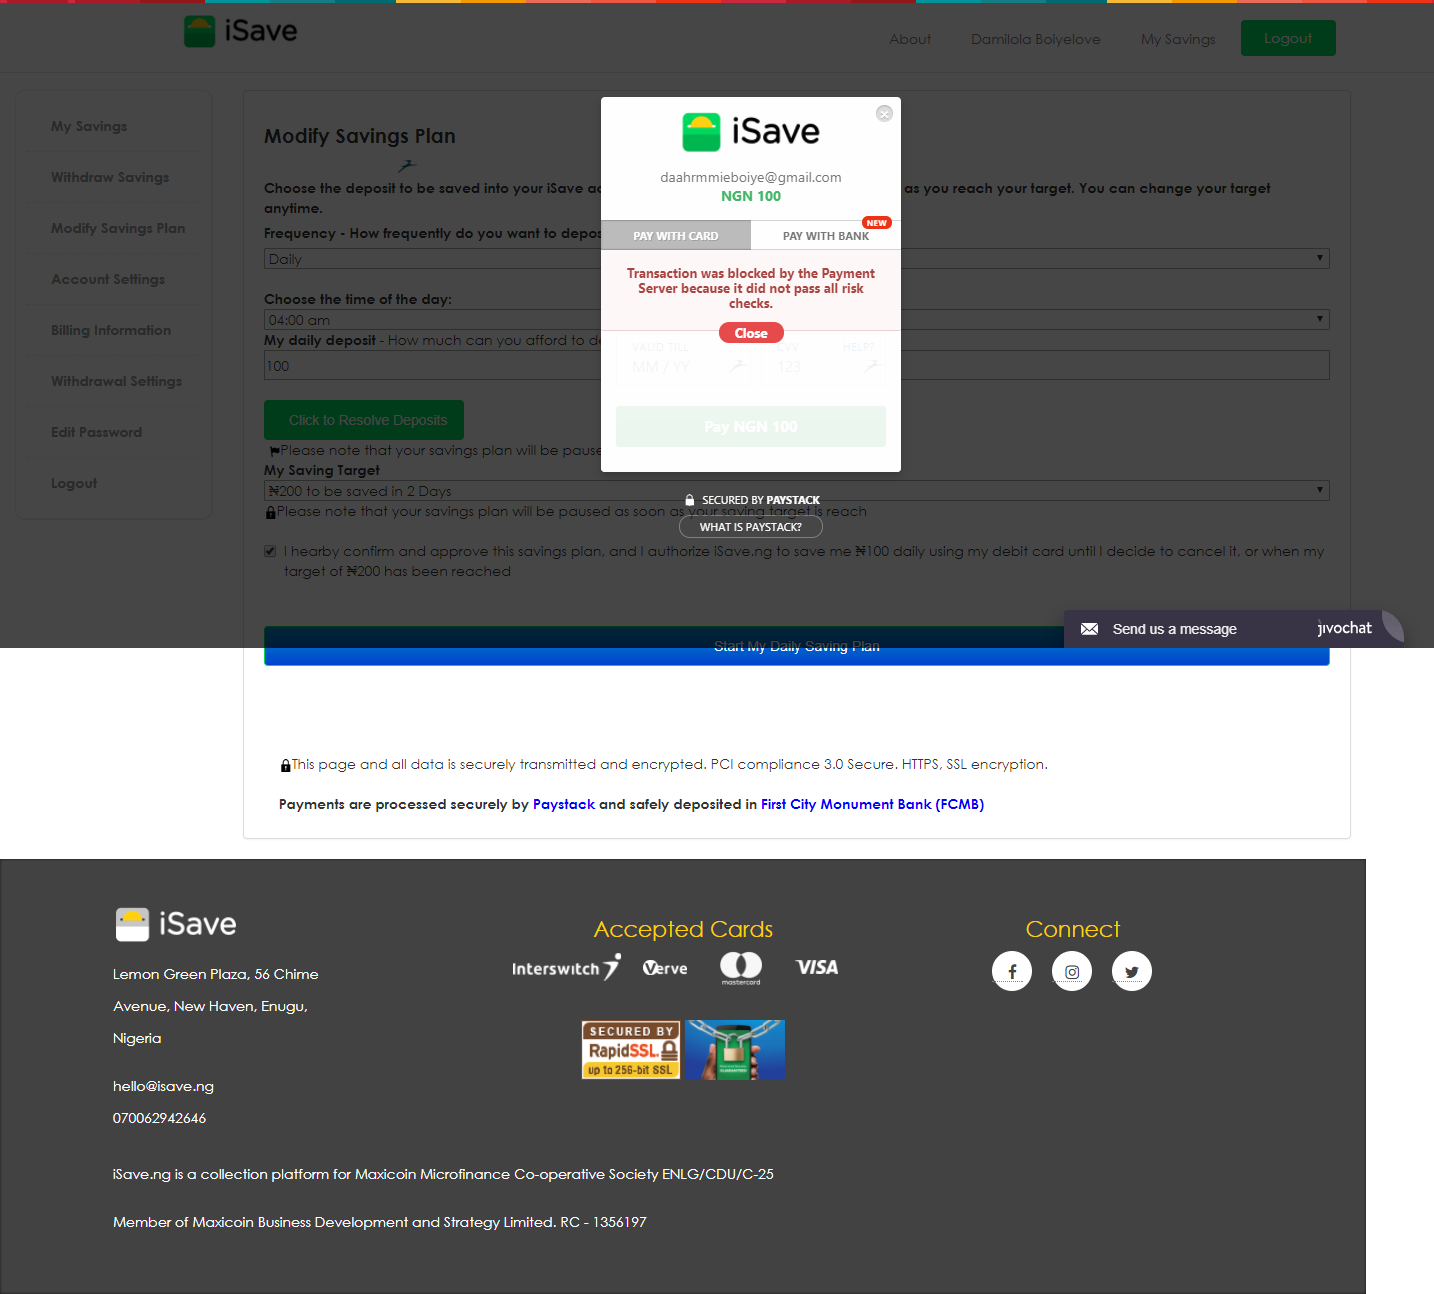 iSave
About
Damilola Boiyelove
My Savings
Logout
My Savings
Withdraw Savings
Modify Savings Plan
Account Settings
Billing Information
Withdrawal Settings
Edit Password
Logout
Modify Savings Plan
Choose the deposit to be saved into your iSave ac
as you reach your target. You can change your target
anytime.
Frequency - How frequently do you want to depos
Daily
Choose the time of the day:
04:00 am
My daily deposit - How much can you afford to de
100
Click to Resolve Deposits
Please note that your savings plan will be pause
My Saving Target
₦200 to be saved in 2 Days
Please note that your savings plan will be paused as soon as your saving target is reach
I hearby confirm and approve this savings plan, and I authorize iSave.ng to save me ₦100 daily using my debit card until I decide to cancel it, or when my
target of ₦200 has been reached
Start My Daily Saving Plan
iSave
daahrmmieboiye@gmail.com
NGN 100
PAY WITH CARD
PAY WITH BANK
NEW
Transaction was blocked by the Payment
Server because it did not pass all risk
checks.
Close
VALID TILL
CVV
HELP?
MM / YY
123
Pay NGN 100
SECURED BY PAYSTACK
WHAT IS PAYSTACK?
Send us a message
jivochat
This page and all data is securely transmitted and encrypted. PCI compliance 3.0 Secure. HTTPS, SSL encryption.
Payments are processed securely by Paystack and safely deposited in First City Monument Bank (FCMB)
iSave
Lemon Green Plaza, 56 Chime
Avenue, New Haven, Enugu,
Nigeria
hello@isave.ng
070062942646
Accepted Cards
Interswitch
Verve
mastercard
VISA
SECURED BY
RapidSSL.
up to 256-bit SSL
Connect
iSave.ng is a collection platform for Maxicoin Microfinance Co-operative Society ENLG/CDU/C-25
Member of Maxicoin Business Development and Strategy Limited. RC - 1356197